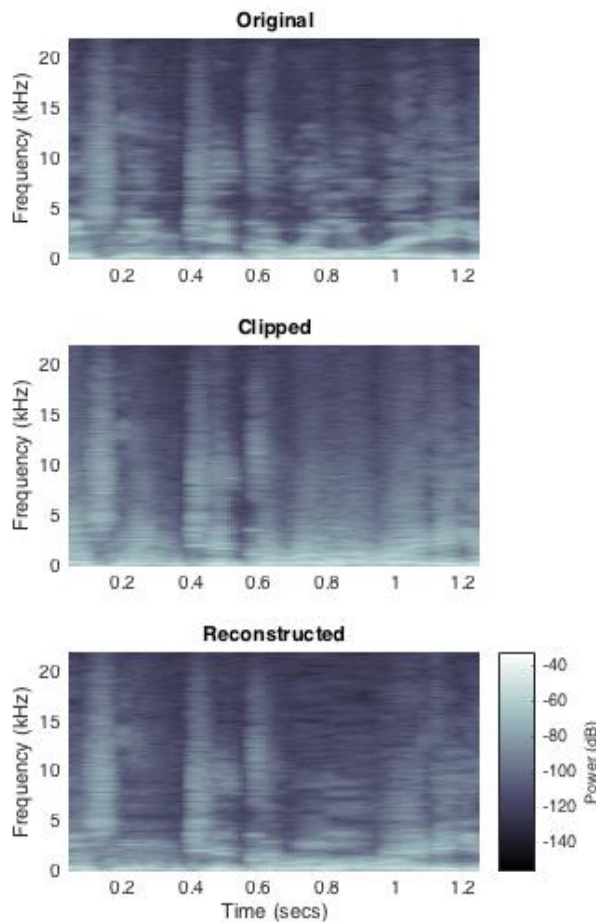 Original
Frequency (kHz)
20
15
10
5
0
0.2 0.4 0.6 0.8 1 1.2
Clipped
Frequency (kHz)
20
15
10
5
0
0.2 0.4 0.6 0.8 1 1.2
Reconstructed
Frequency (kHz)
20
15
10
5
0
0.2 0.4 0.6 0.8 1 1.2
Time (secs)
-40
-60
-80
-100
-120
-140
Power (dB)